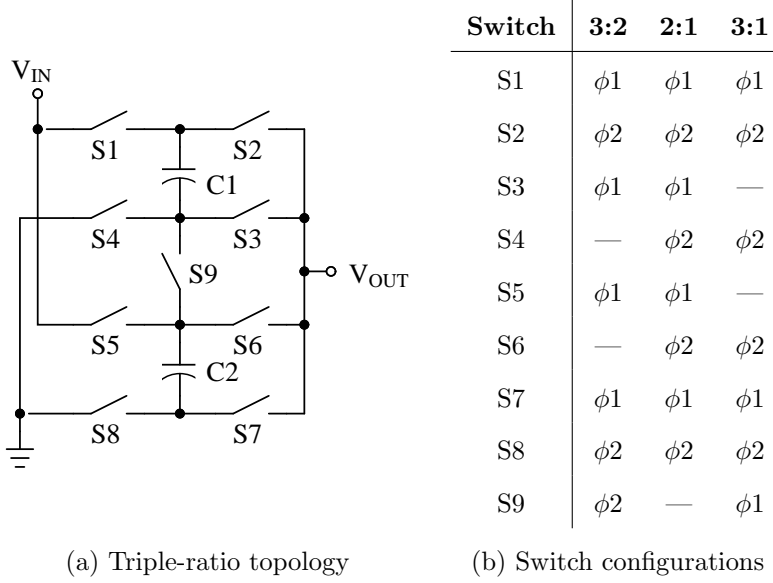 V_IN
S1 S2
C1
S4 S3
S9
V_OUT
S5 S6
C2
S8 S7
(a) Triple-ratio topology
Switch 3:2 2:1 3:1
S1 ϕ1 ϕ1 ϕ1
S2 ϕ2 ϕ2 ϕ2
S3 ϕ1 ϕ1 —
S4 — ϕ2 ϕ2
S5 ϕ1 ϕ1 —
S6 — ϕ2 ϕ2
S7 ϕ1 ϕ1 ϕ1
S8 ϕ2 ϕ2 ϕ2
S9 ϕ2 — ϕ1
(b) Switch configurations